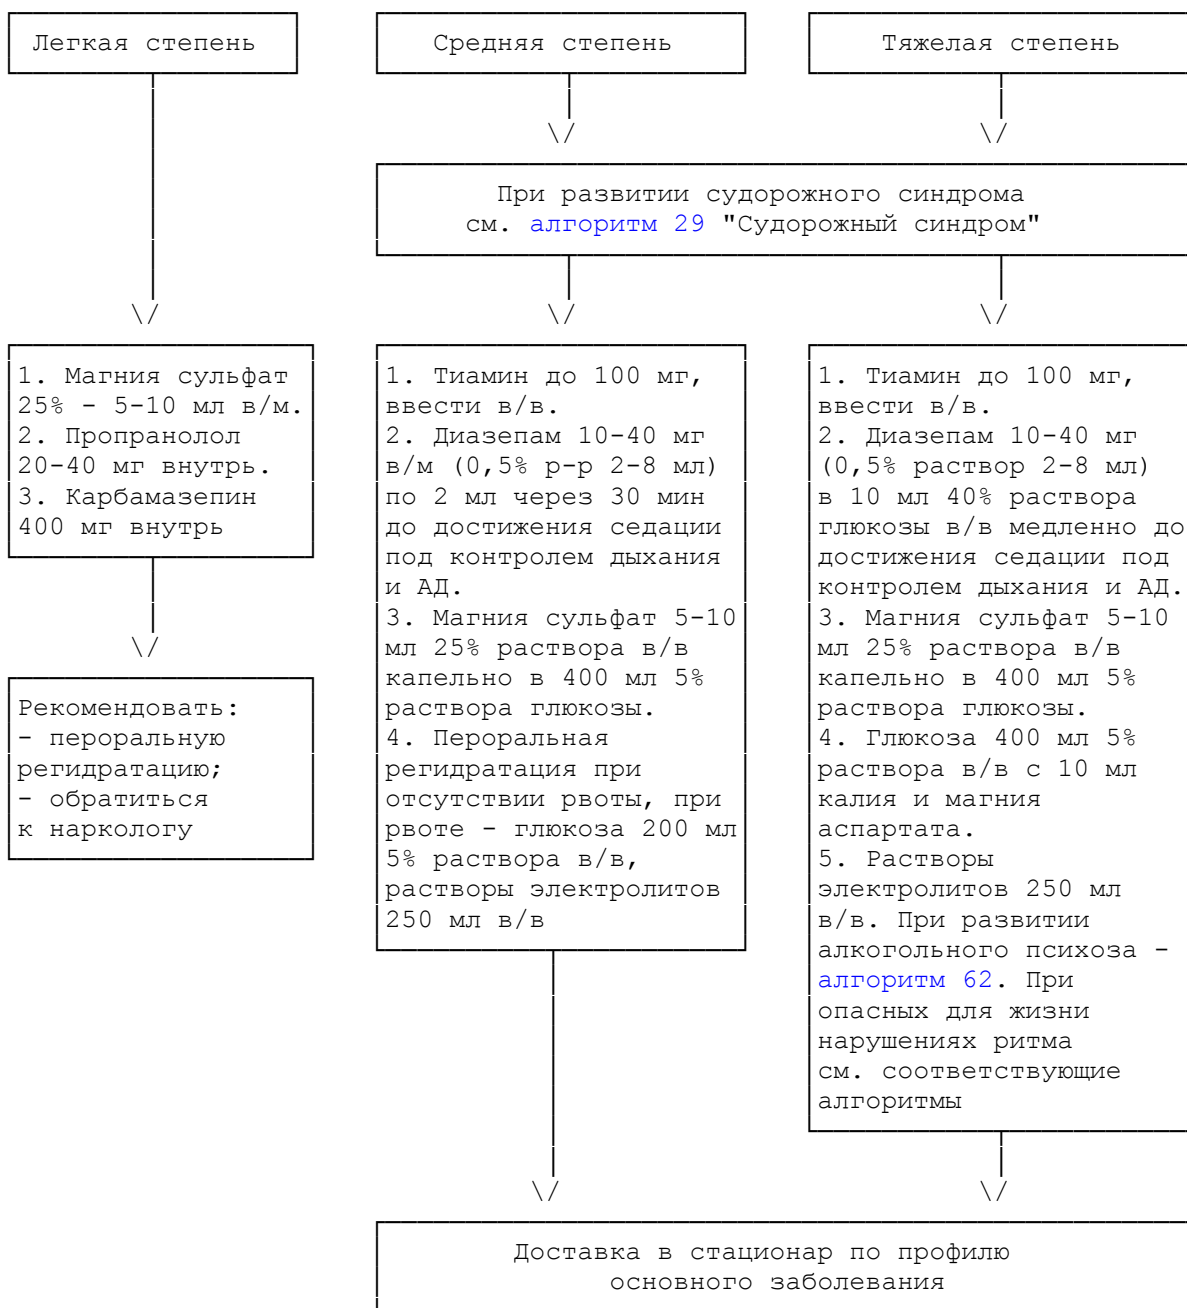 Легкая степень
Средняя степень
Тяжелая степень
При развитии судорожного синдрома
см. алгоритм 29 "Судорожный синдром"
1. Магния сульфат
25% - 5-10 мл в/м.
2. Пропранолол
20-40 мг внутрь.
3. Карбамазепин
400 мг внутрь
Рекомендовать:
- пероральную
регидратацию;
- обратиться
к наркологу
1. Тиамин до 100 мг,
ввести в/в.
2. Диазепам 10-40 мг
в/м (0,5% р-р 2-8 мл)
по 2 мл через 30 мин
до достижения седации
под контролем дыхания
и АД.
3. Магния сульфат 5-10
мл 25% раствора в/в
капельно в 400 мл 5%
раствора глюкозы.
4. Пероральная
регидратация при
отсутствии рвоты, при
рвоте - глюкоза 200 мл
5% раствора в/в,
растворы электролитов
250 мл в/в
1. Тиамин до 100 мг,
ввести в/в.
2. Диазепам 10-40 мг
(0,5% раствор 2-8 мл)
в 10 мл 40% раствора
глюкозы в/в медленно до
достижения седации под
контролем дыхания и АД.
3. Магния сульфат 5-10
мл 25% раствора в/в
капельно в 400 мл 5%
раствора глюкозы.
4. Глюкоза 400 мл 5%
раствора в/в с 10 мл
калия и магния
аспартата.
5. Растворы
электролитов 250 мл
в/в. При развитии
алкогольного психоза -
алгоритм 62. При
опасных для жизни
нарушениях ритма
см. соответствующие
алгоритмы
Доставка в стационар по профилю
основного заболевания